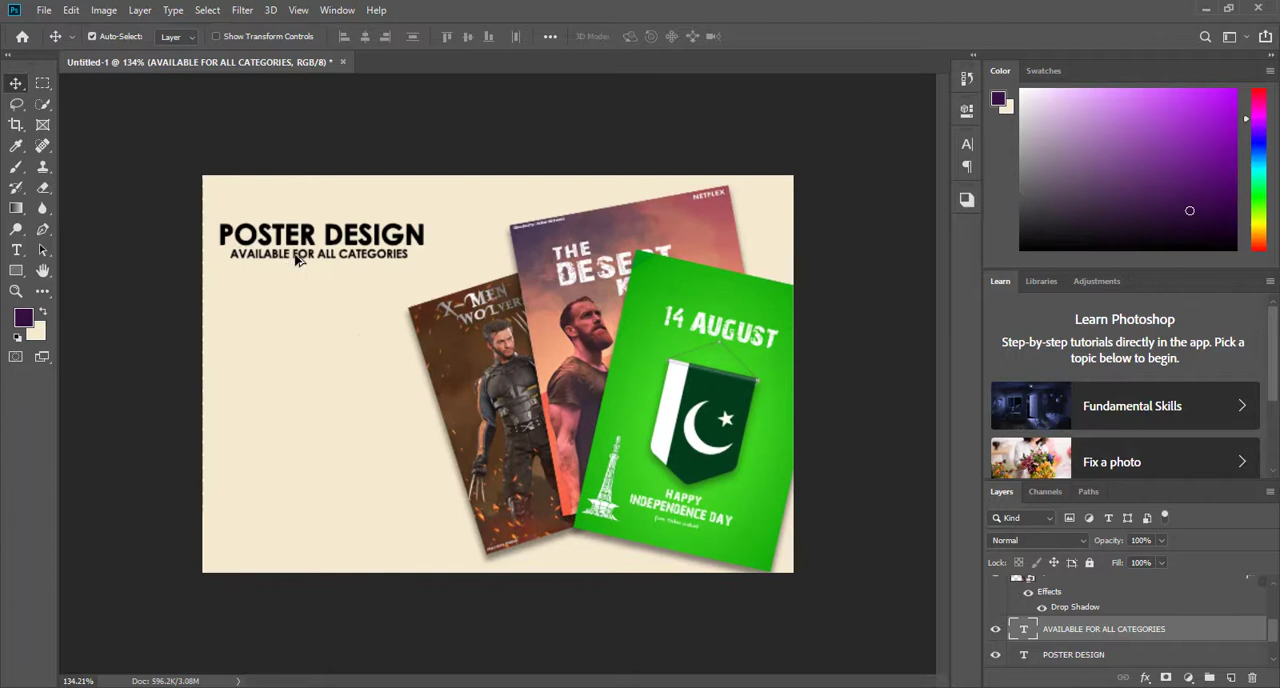 Ps File Edit Image Layer Type Select Filter 3D View Window Help
Auto-Select: Layer Show Transform Controls 3D Mode:
Untitled-1 @ 134% (AVAILABLE FOR ALL CATEGORIES, RGB/8) *
Color Swatches
POSTER DESIGN
AVAILABLE FOR ALL CATEGORIES
NETFLEX
THE
DESERT
X-MEN
14 AUGUST
HAPPY
INDEPENDENCE DAY
Learn Libraries Adjustments
Learn Photoshop
Step-by-step tutorials directly in the app. Pick a
topic below to begin.
Fundamental Skills
Fix a photo
Layers Channels Paths
Kind
Normal Opacity: 100%
Lock: Fill: 100%
Effects
Drop Shadow
T AVAILABLE FOR ALL CATEGORIES
T POSTER DESIGN
134.21% Doc: 596.2K/3.08M